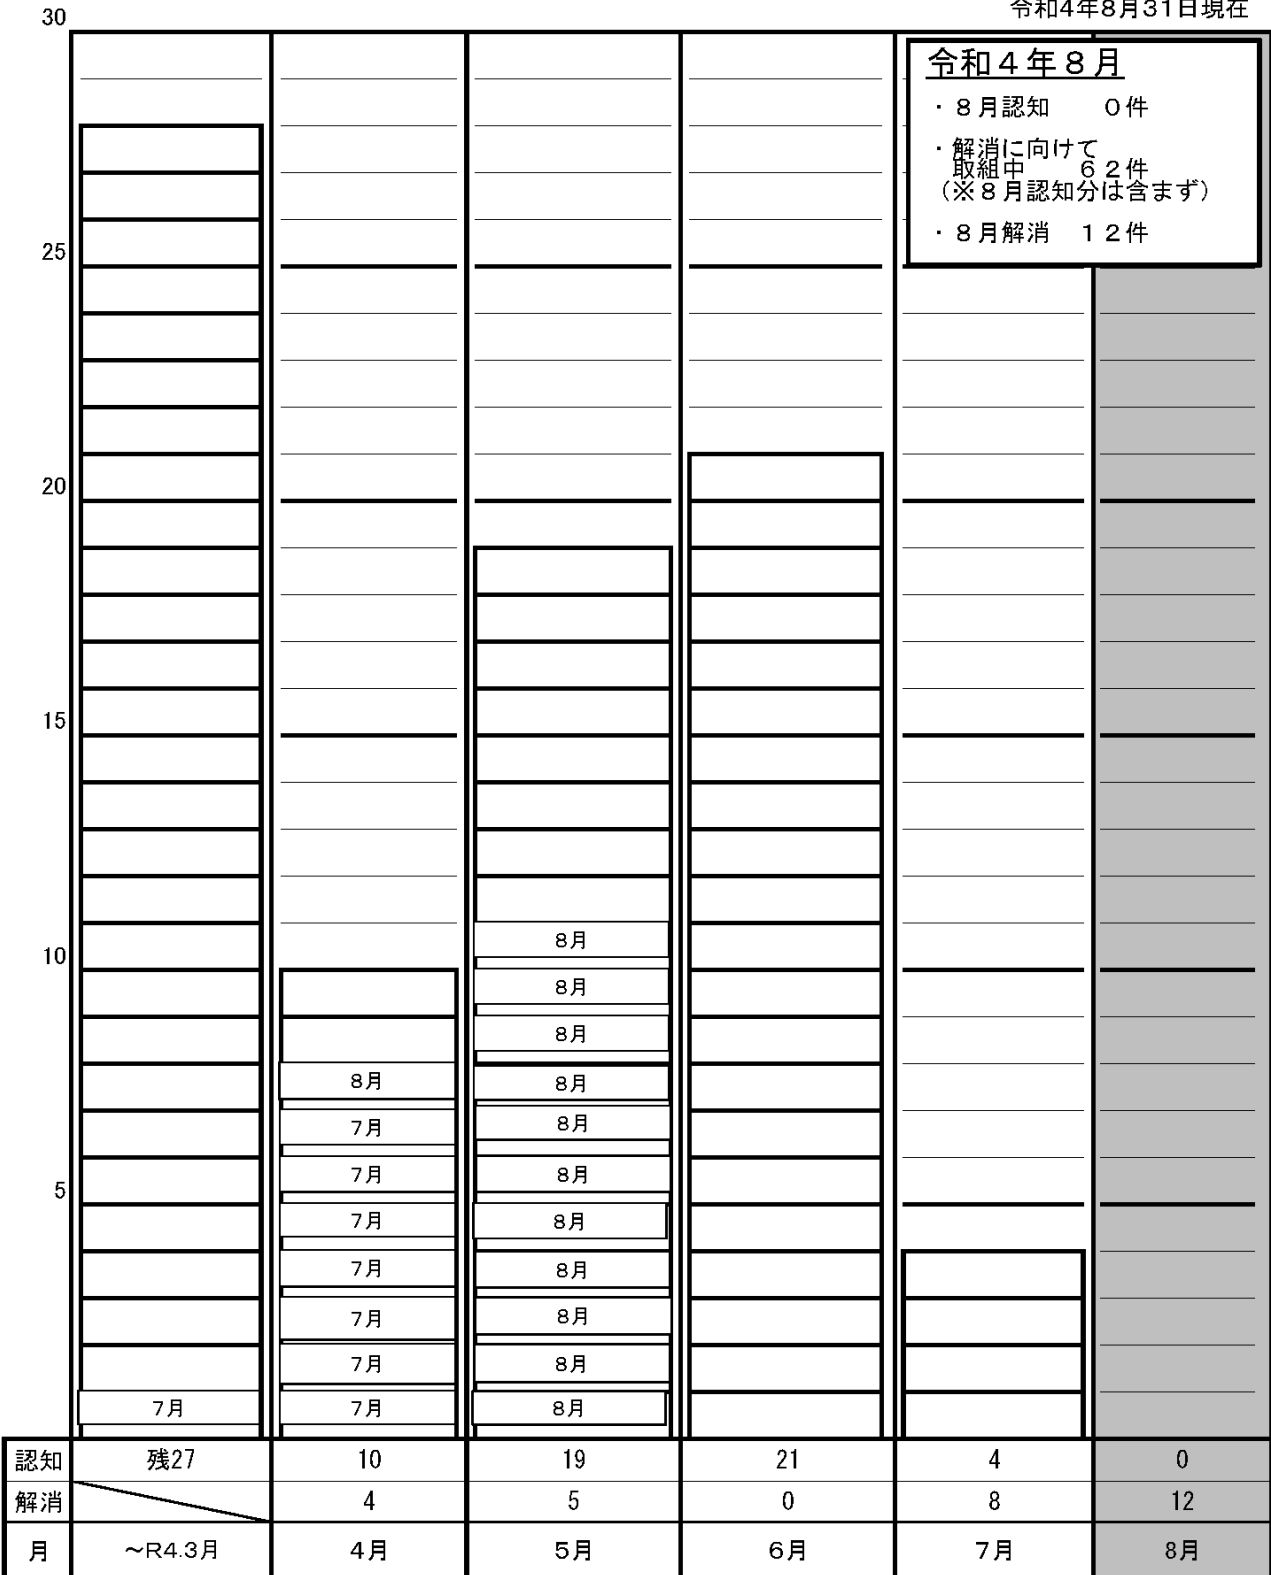 令和4年8月31日現在
30
令和４年８月
・８月認知　　０件
・解消に向けて
取組中　　６２件
（※８月認知分は含まず）
・８月解消　１２件
25
20
15
10
5
8月
8月
8月
8月 8月
7月 8月
7月 8月
7月 8月
7月 8月
7月 8月
7月 8月
7月 7月 8月
認知 残27 10 19 21 4 0
解消 4 5 0 8 12
月 ～R4.3月 4月 5月 6月 7月 8月